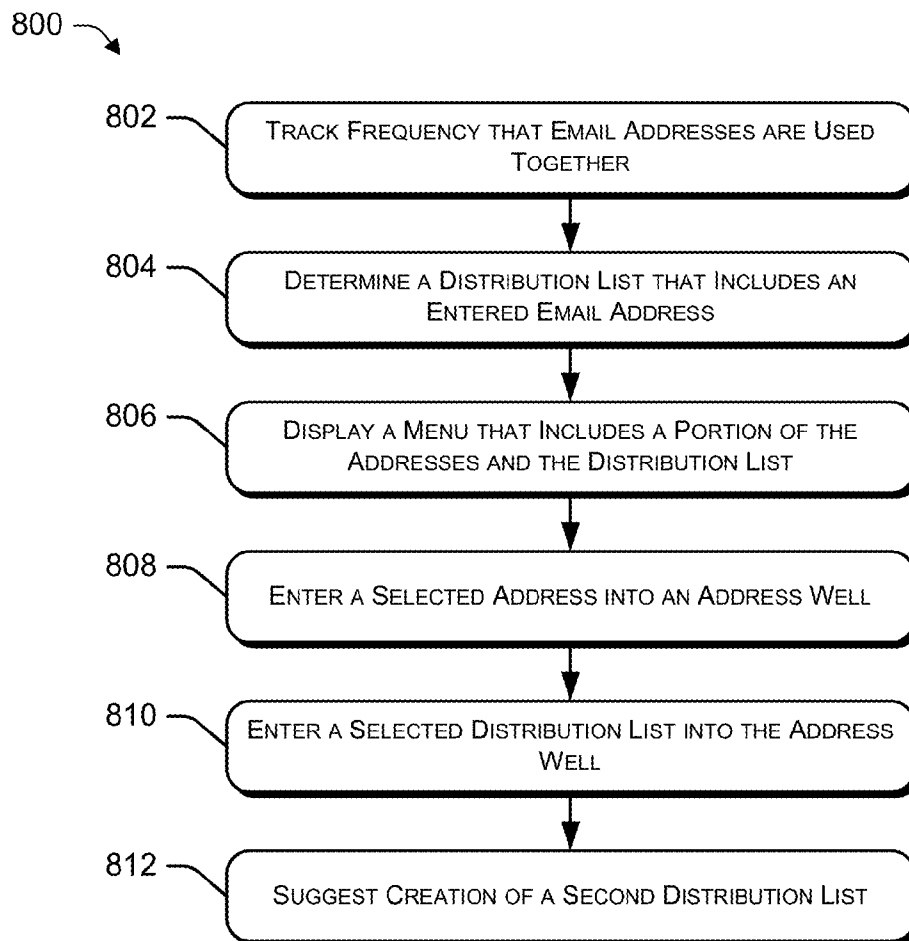 800
802
TRACK FREQUENCY THAT EMAIL ADDRESSES ARE USED
TOGETHER
804
DETERMINE A DISTRIBUTION LIST THAT INCLUDES AN
ENTERED EMAIL ADDRESS
806
DISPLAY A MENU THAT INCLUDES A PORTION OF THE
ADDRESSES AND THE DISTRIBUTION LIST
808
ENTER A SELECTED ADDRESS INTO AN ADDRESS WELL
810
ENTER A SELECTED DISTRIBUTION LIST INTO THE ADDRESS
WELL
812
SUGGEST CREATION OF A SECOND DISTRIBUTION LIST